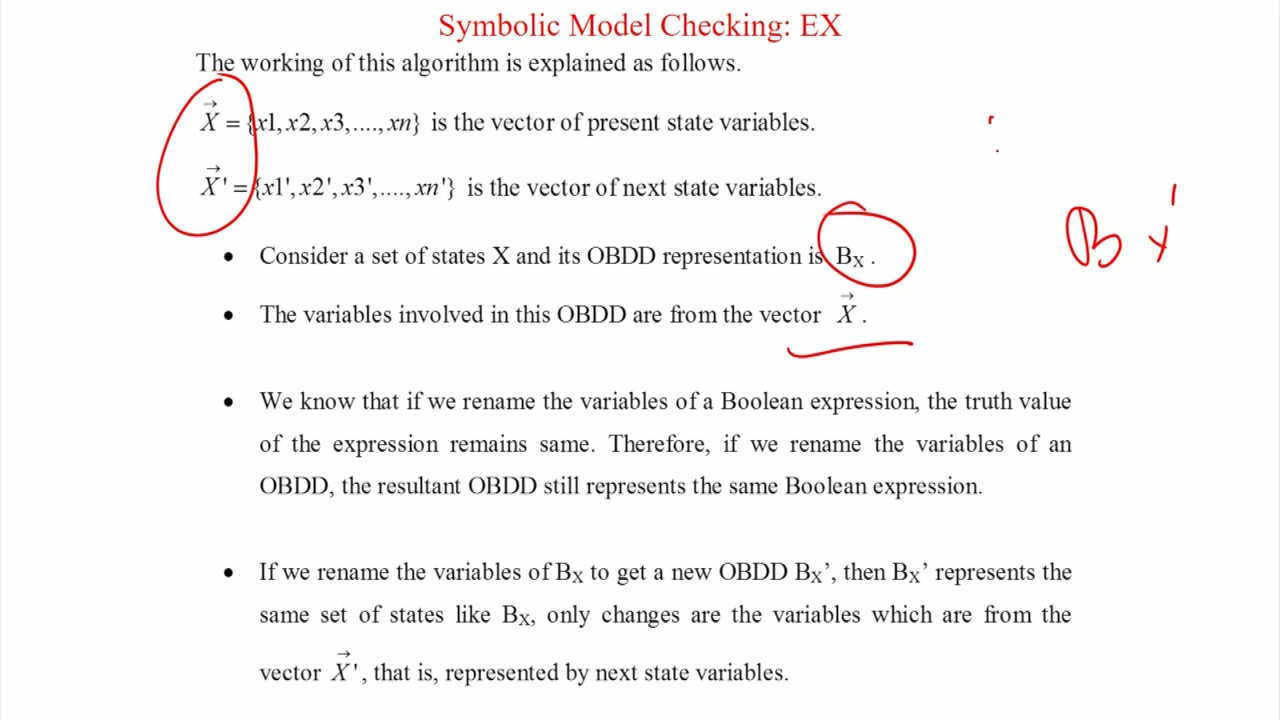 Symbolic Model Checking: EX
The working of this algorithm is explained as follows.
X⃗ = {x1, x2, x3,...., xn} is the vector of present state variables.
X⃗' = {x1', x2', x3',...., xn'} is the vector of next state variables.
B x'
• Consider a set of states X and its OBDD representation is Bₓ .
• The variables involved in this OBDD are from the vector X⃗ .
• We know that if we rename the variables of a Boolean expression, the truth value
of the expression remains same. Therefore, if we rename the variables of an
OBDD, the resultant OBDD still represents the same Boolean expression.
• If we rename the variables of Bₓ to get a new OBDD Bₓ’, then Bₓ’ represents the
same set of states like Bₓ, only changes are the variables which are from the
vector X⃗ ', that is, represented by next state variables.